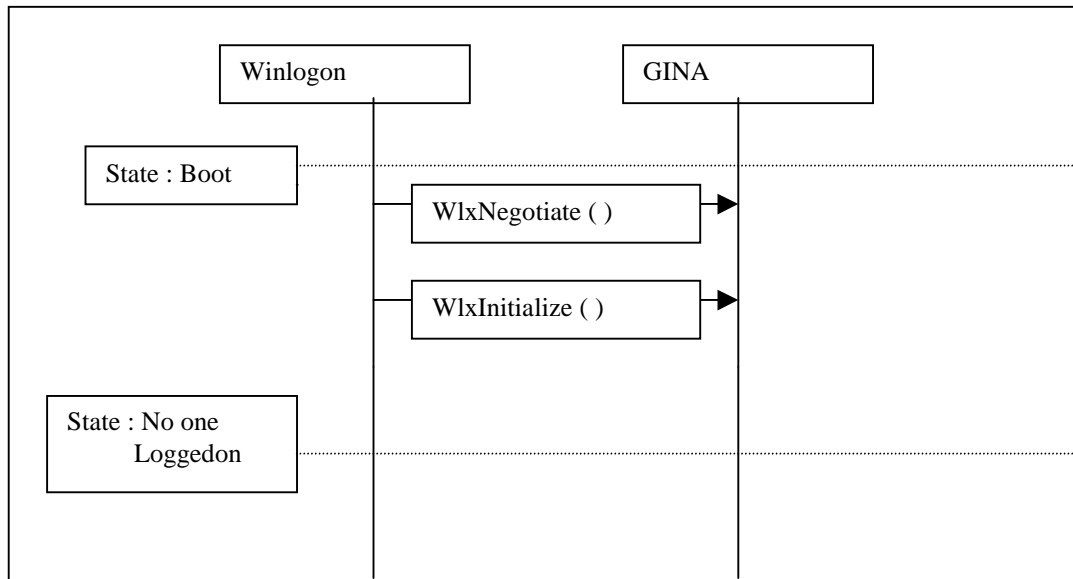 Winlogon
GINA
State : Boot
WlxNegotiate ( )
WlxInitialize ( )
State : No one
Loggedon